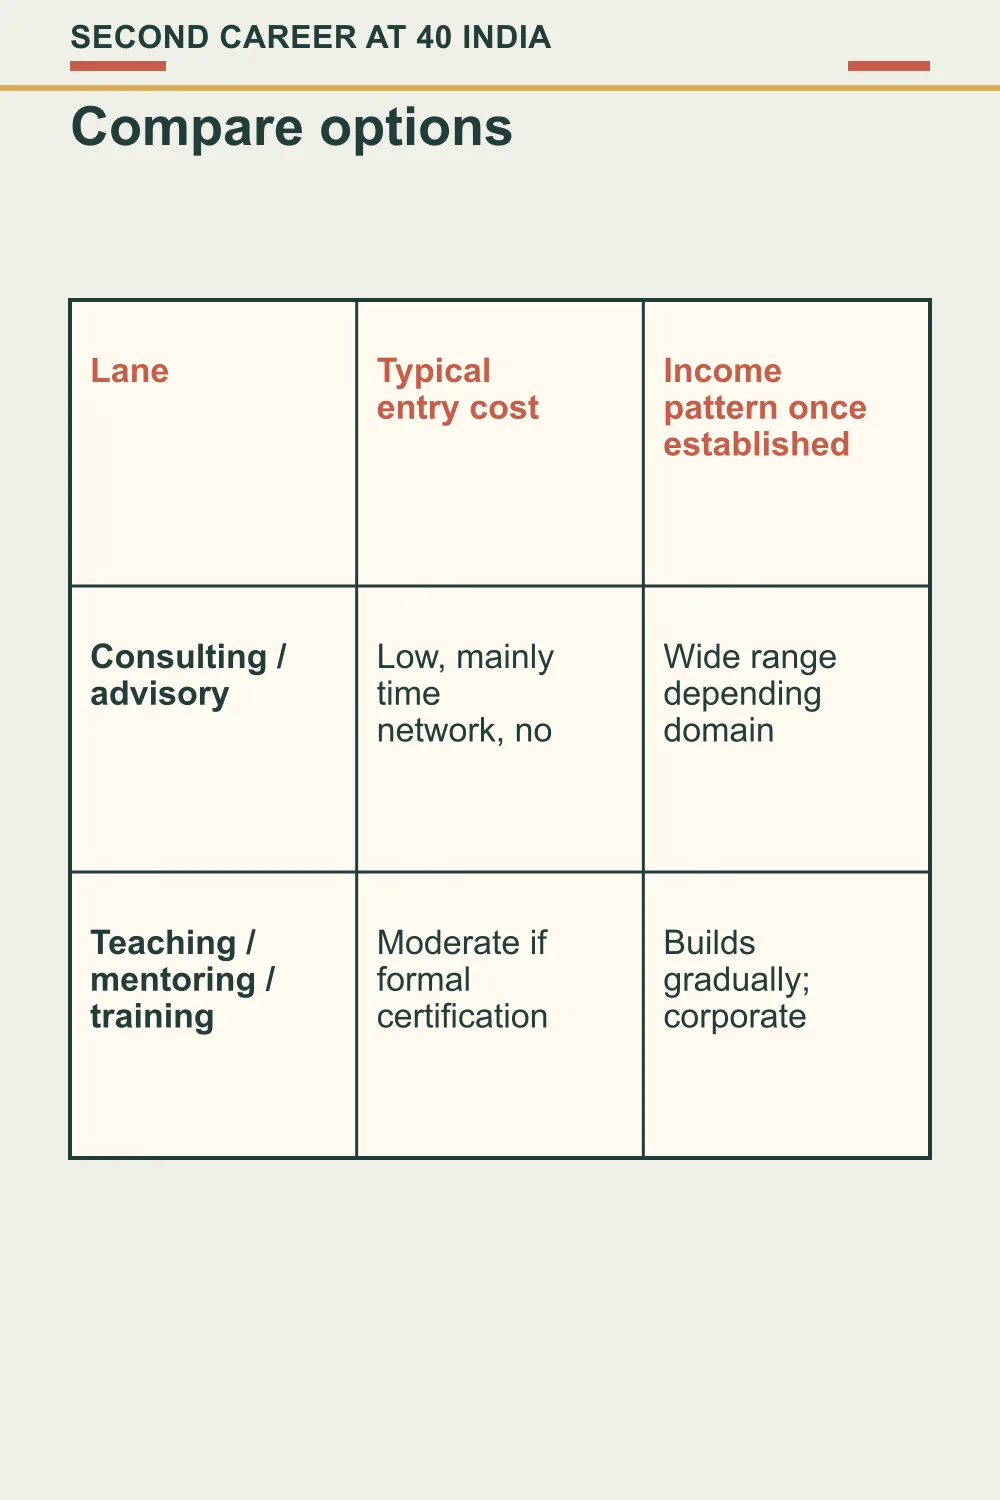 SECOND CAREER AT 40 INDIA
Compare options
Lane
Typical
entry cost
Income
pattern once
established
Consulting /
advisory
Low, mainly
time
network, no
Wide range
depending
domain
Teaching /
mentoring /
training
Moderate if
formal
certification
Builds
gradually;
corporate